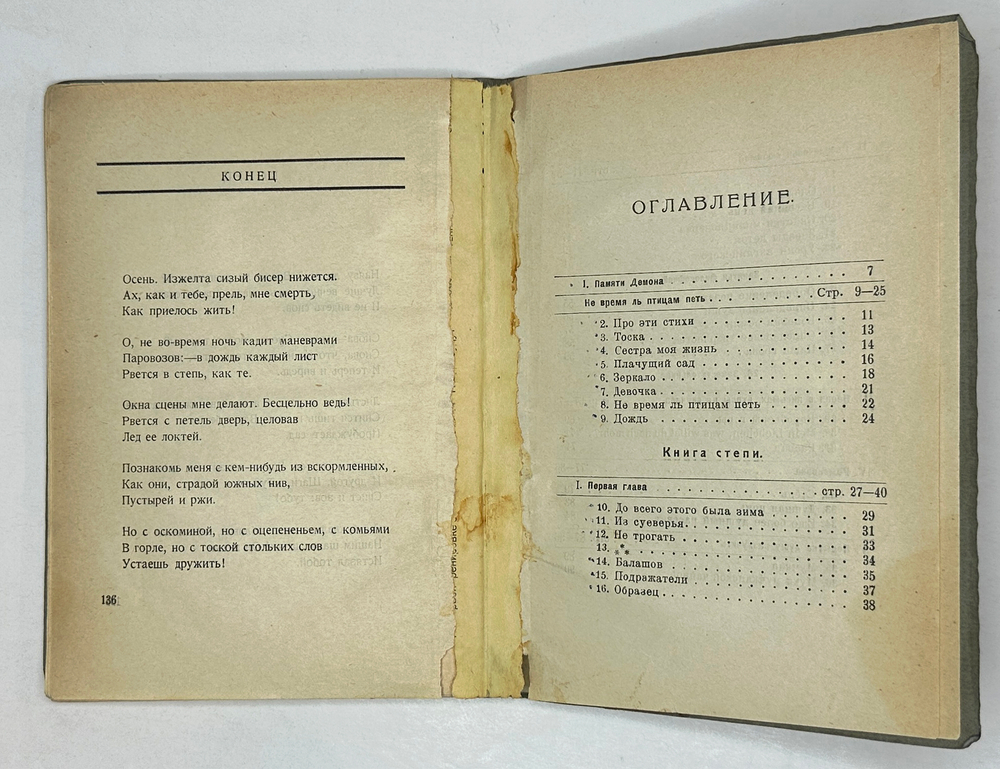 КОНЕЦ
Осень. Изжелта сизый бисер нижется.
Ах, как и тебе, прель, мне смерть,
Как приелось жить!
О, не во-время ночь кадит маневрами
Паровозов:—в дождь каждый лист
Рвется в степь, как те.
Окна сцены мне делают. Бесцельно ведь!
Рвется с петель дверь, целовав
Лед ее локтей.
Познакомь меня с кем-нибудь из вскормленных,
Как они, страдой южных нив,
Пустырей и ржи.
Но с оскоминой, но с оцепененьем, с комьями
В горле, но с тоской стольких слов
Устаешь дружить!
136
ОГЛАВЛЕНИЕ.
1. Памяти Демона . . . . . . . . . . . . 7
Не время ль птицам петь . . . . . . . . . Стр. 9—25
2. Про эти стихи . . . . . . . . . . . 11
3. Тоска . . . . . . . . . . . . . . . 13
4. Сестра моя жизнь . . . . . . . . . 14
5. Плачущий сад . . . . . . . . . . . 16
6. Зеркало . . . . . . . . . . . . . . 18
7. Девочка . . . . . . . . . . . . . . 21
8. Не время ль птицам петь . . . . . . 22
9. Дождь . . . . . . . . . . . . . . . 24
Книга степи.
I. Первая глава . . . . . . . . . . . . стр. 27—40
10. До всего этого была зима . . . . . . 29
11. Из суеверья . . . . . . . . . . . . 31
12. Не трогать . . . . . . . . . . . . 33
13. *** . . . . . . . . . . . . . . . . 34
14. Балашов . . . . . . . . . . . . . . 35
15. Подражатели . . . . . . . . . . . . 37
16. Образец . . . . . . . . . . . . . . 38